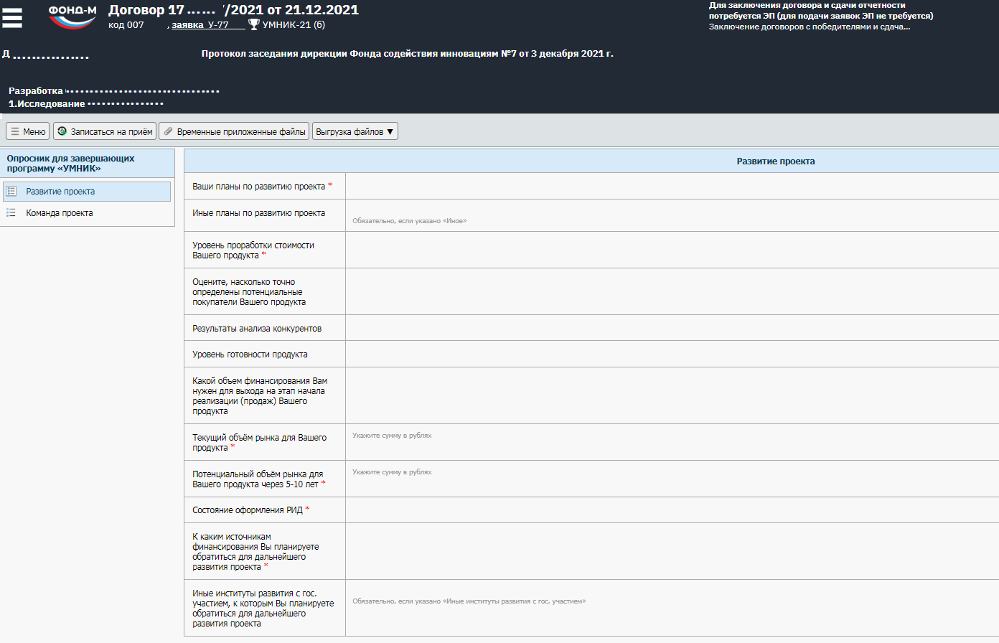 ФОНД-М
Договор 17 ...... /2021 от 21.12.2021
код 007 , заявка У-77 УМНИК-21 (б)
Для заключения договора и сдачи отчетности
потребуется ЭП (для подачи заявок ЭП не требуется)
Заключение договоров с победителями и сдача...
Д ................
Протокол заседания дирекции Фонда содействия инновациям №7 от 3 декабря 2021 г.
Разработка ................................
1.Исследование ................
Меню
Записаться на приём
Временные приложенные файлы
Выгрузка файлов ▼
Опросник для завершающих
программу «УМНИК»
Развитие проекта
Команда проекта
Развитие проекта
Ваши планы по развитию проекта *
Иные планы по развитию проекта
Обязательно, если указано «Иное»
Уровень проработки стоимости
Вашего продукта *
Оцените, насколько точно
определены потенциальные
покупатели Вашего продукта
Результаты анализа конкурентов
Уровень готовности продукта
Какой объем финансирования Вам
нужен для выхода на этап начала
реализации (продаж) Вашего
продукта
Текущий объём рынка для Вашего
продукта *
Укажите сумму в рублях
Потенциальный объём рынка для
Вашего продукта через 5-10 лет *
Укажите сумму в рублях
Состояние оформления РИД *
К каким источникам
финансирования Вы планируете
обратиться для дальнейшего
развития проекта *
Иные институты развития с гос.
участием, к которым Вы планируете
обратиться для дальнейшего
развития проекта
Обязательно, если указано «Иные институты развития с гос. участием»